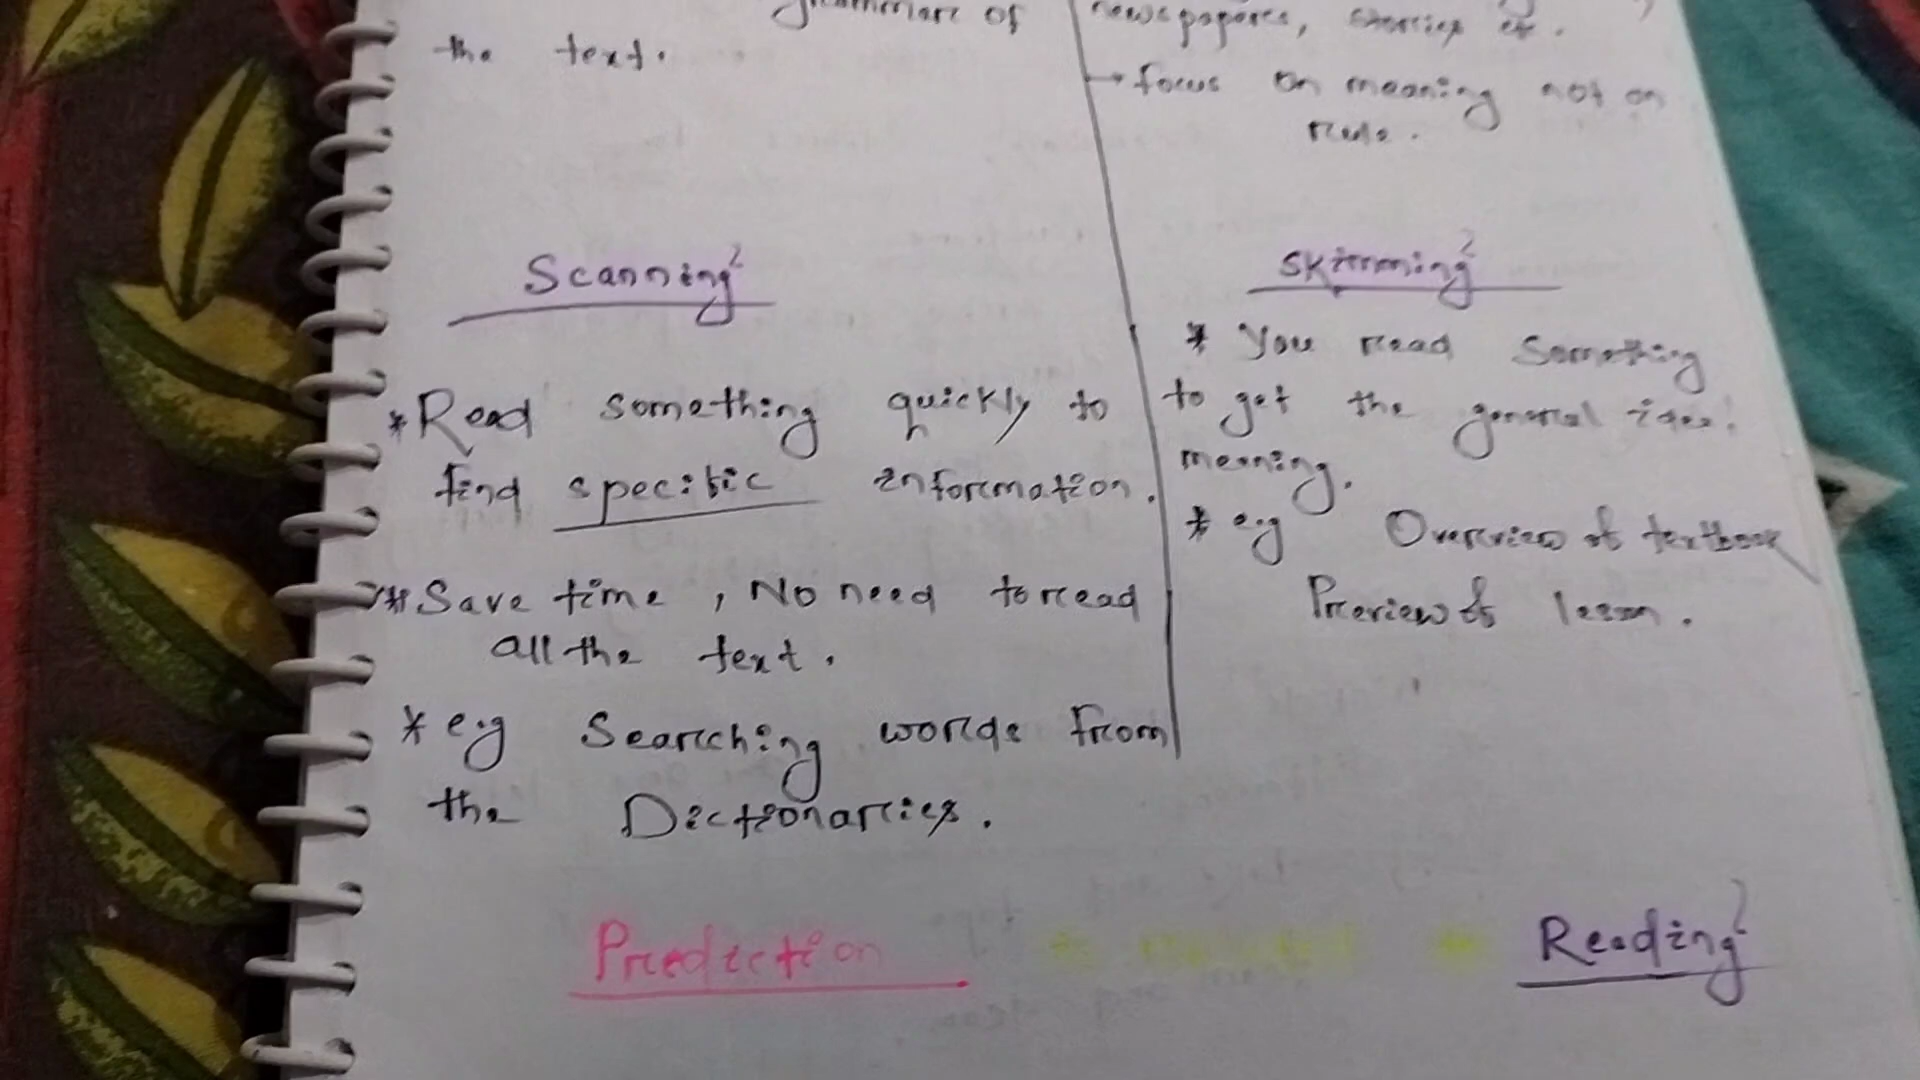 grammar of
the text.
newspapers, stories etc.
→ focus on meaning not on
rule.
Scanning
* Read something quickly to
find specific information.
* Save time, No need to read
all the text.
* e.g Searching words from
the Dictionaries.
Skimming
* You read something
to get the general idea.
meaning.
* e.g Overview of textbook
Preview of lesson.
Prediction
Reading